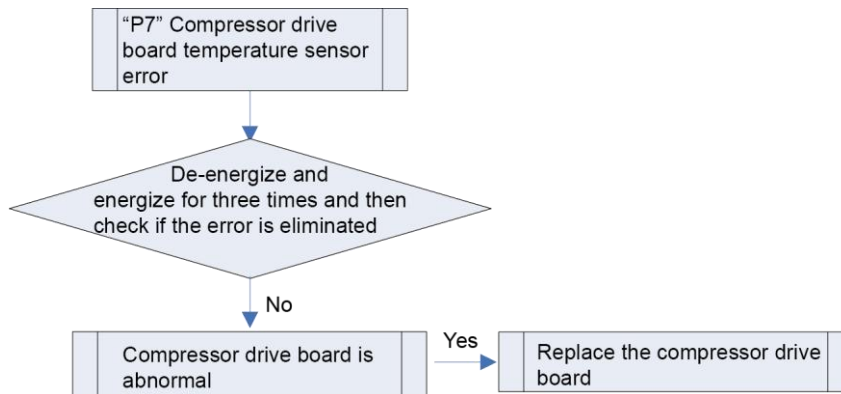 “P7” Compressor drive
board temperature sensor
error
De-energize and
energize for three times and then
check if the error is eliminated
No
Compressor drive board is
abnormal
Yes
Replace the compressor drive
board